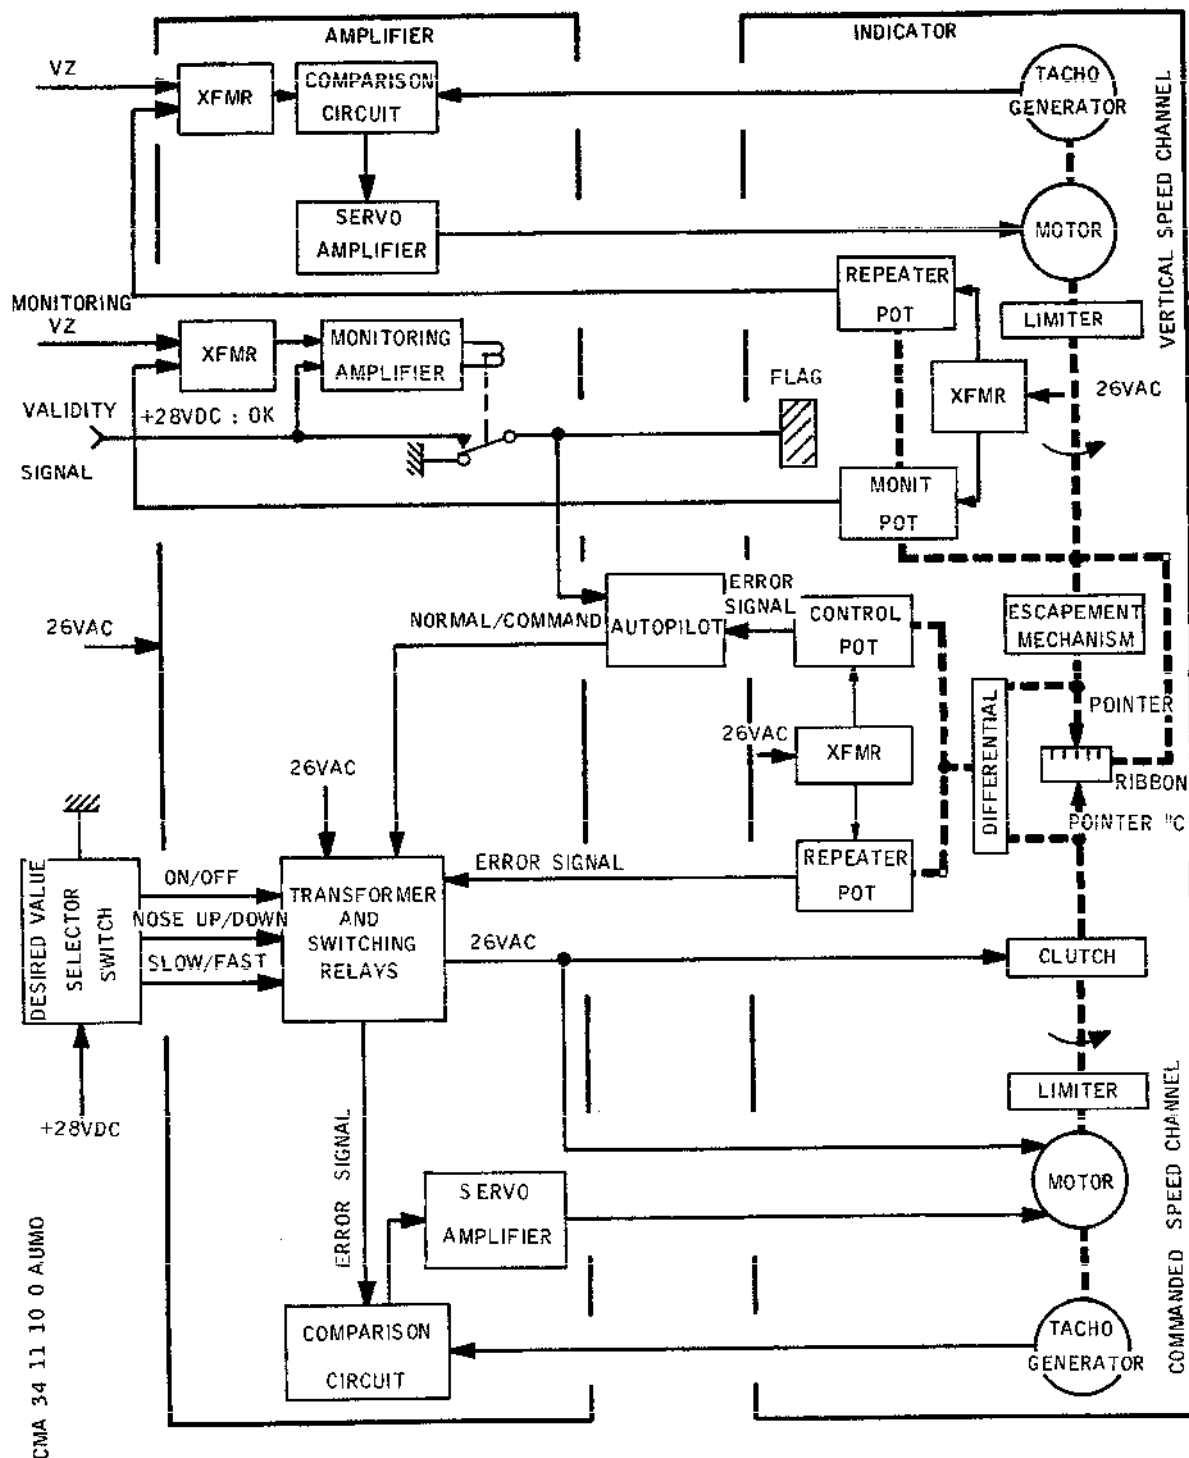 AMPLIFIER
INDICATOR
VZ
XFMR
COMPARISON
CIRCUIT
TACHO
GENERATOR
SERVO
AMPLIFIER
MOTOR
VERTICAL SPEED CHANNEL
REPEATER
POT
LIMITER
MONITORING
VZ
XFMR
MONITORING
AMPLIFIER
FLAG
XFMR
26VAC
VALIDITY
SIGNAL
+28VDC : OK
MONIT
POT
ERROR
SIGNAL
NORMAL/COMMAND
AUTOPILOT
CONTROL
POT
ESCAPEMENT
MECHANISM
26VAC
POINTER
DIFFERENTIAL
26VAC
XFMR
26VAC
RIBBON
POINTER "C
DESIRED VALUE
SELECTOR
SWITCH
ON/OFF
NOSE UP/DOWN
SLOW/FAST
TRANSFORMER
AND
SWITCHING
RELAYS
ERROR SIGNAL
REPEATER
POT
26VAC
CLUTCH
+28VDC
ERROR SIGNAL
LIMITER
COMMANDED SPEED CHANNEL
SERVO
AMPLIFIER
MOTOR
COMPARISON
CIRCUIT
TACHO
GENERATOR
CMA 34 11 10 0 AUMO